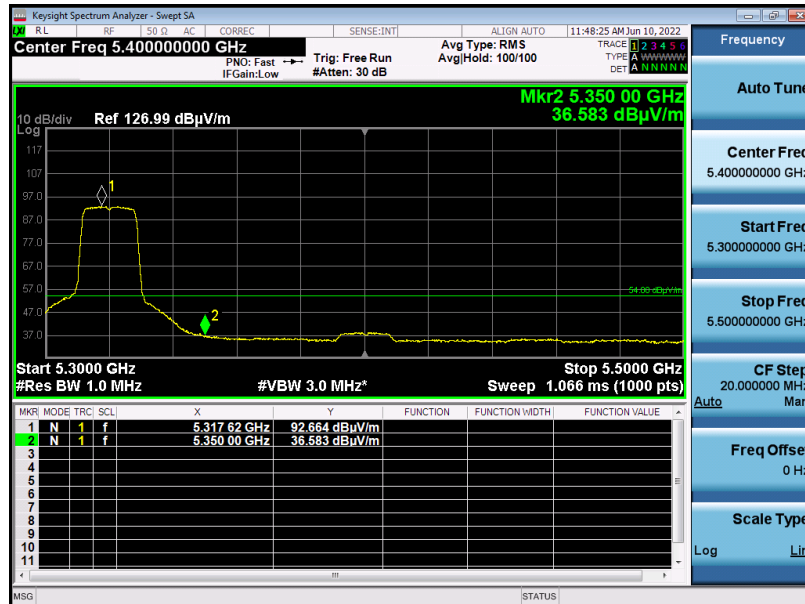 Keysight Spectrum Analyzer - Swept SA
RL RF 50 Ω AC CORREC SENSE:INT ALIGN AUTO 11:48:25 AM Jun 10, 2022
Center Freq 5.400000000 GHz
PNO: Fast
IFGain:Low
Trig: Free Run
#Atten: 30 dB
Avg Type: RMS
Avg|Hold: 100/100
TRACE 1 2 3 4 5 6
TYPE A WWWWW
DET A N N N N N
Mkr2 5.350 00 GHz
36.583 dBµV/m
10 dB/div Ref 126.99 dBµV/m
Log
117
107
97.0
87.0
77.0
67.0
57.0
47.0
37.0
1
2
54.00 dBµV/m
Start 5.3000 GHz Stop 5.5000 GHz
#Res BW 1.0 MHz #VBW 3.0 MHz* Sweep 1.066 ms (1000 pts)
MKR MODE TRC SCL X Y FUNCTION FUNCTION WIDTH FUNCTION VALUE
1 N 1 f 5.317 62 GHz 92.664 dBµV/m
2 N 1 f 5.350 00 GHz 36.583 dBµV/m
3
4
5
6
7
8
9
10
11
MSG STATUS
Frequency
Auto Tune
Center Freq
5.400000000 GHz
Start Freq
5.300000000 GHz
Stop Freq
5.500000000 GHz
CF Step
20.000000 MHz
Auto Man
Freq Offset
0 Hz
Scale Type
Log Lin